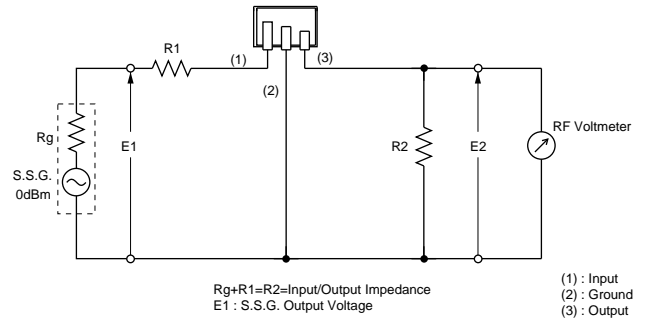 R1
(1)
(3)
(2)
Rg
S.S.G.
0dBm
E1
R2
E2
RF Voltmeter
Rg+R1=R2=Input/Output Impedance
E1 : S.S.G. Output Voltage
(1) : Input
(2) : Ground
(3) : Output